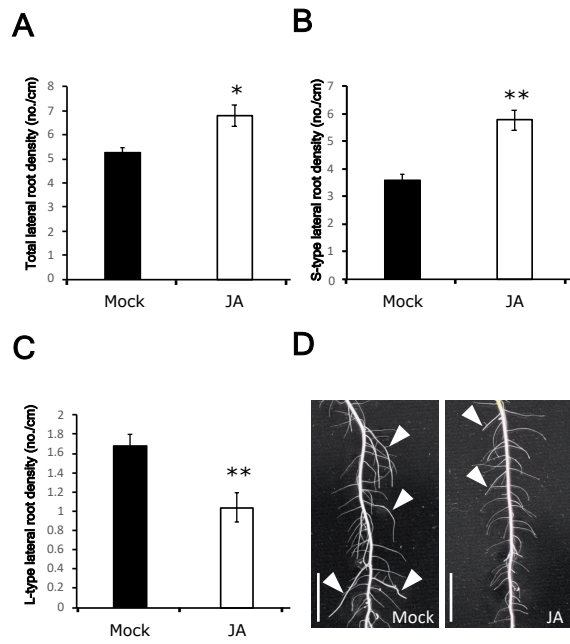 A
Total lateral root density (no./cm)
8
7
6
5
4
3
2
1
0
*
Mock JA
B
S-type lateral root density (no./cm)
7
6
5
4
3
2
1
0
**
Mock JA
C
L-type lateral root density (no./cm)
2
1.8
1.6
1.4
1.2
1
0.8
0.6
0.4
0.2
0
**
Mock JA
D
Mock
JA